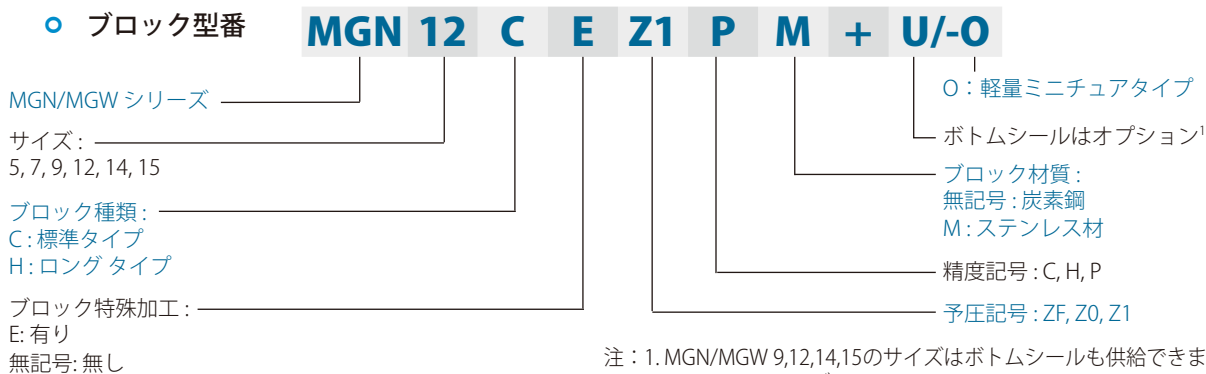 ブロック型番
MGN 12 C E Z1 P M + U/-O
MGN/MGW シリーズ
サイズ :
5, 7, 9, 12, 14, 15
ブロック種類 :
C : 標準タイプ
H : ロング タイプ
ブロック特殊加工 :
E: 有り
無記号: 無し
O：軽量ミニチュアタイプ
ボトムシールはオプション1
ブロック材質 :
無記号 : 炭素鋼
M : ステンレス材
精度記号 : C, H, P
予圧記号 : ZF, Z0, Z1
注：1. MGN/MGW 9,12,14,15のサイズはボトムシールも供給できま